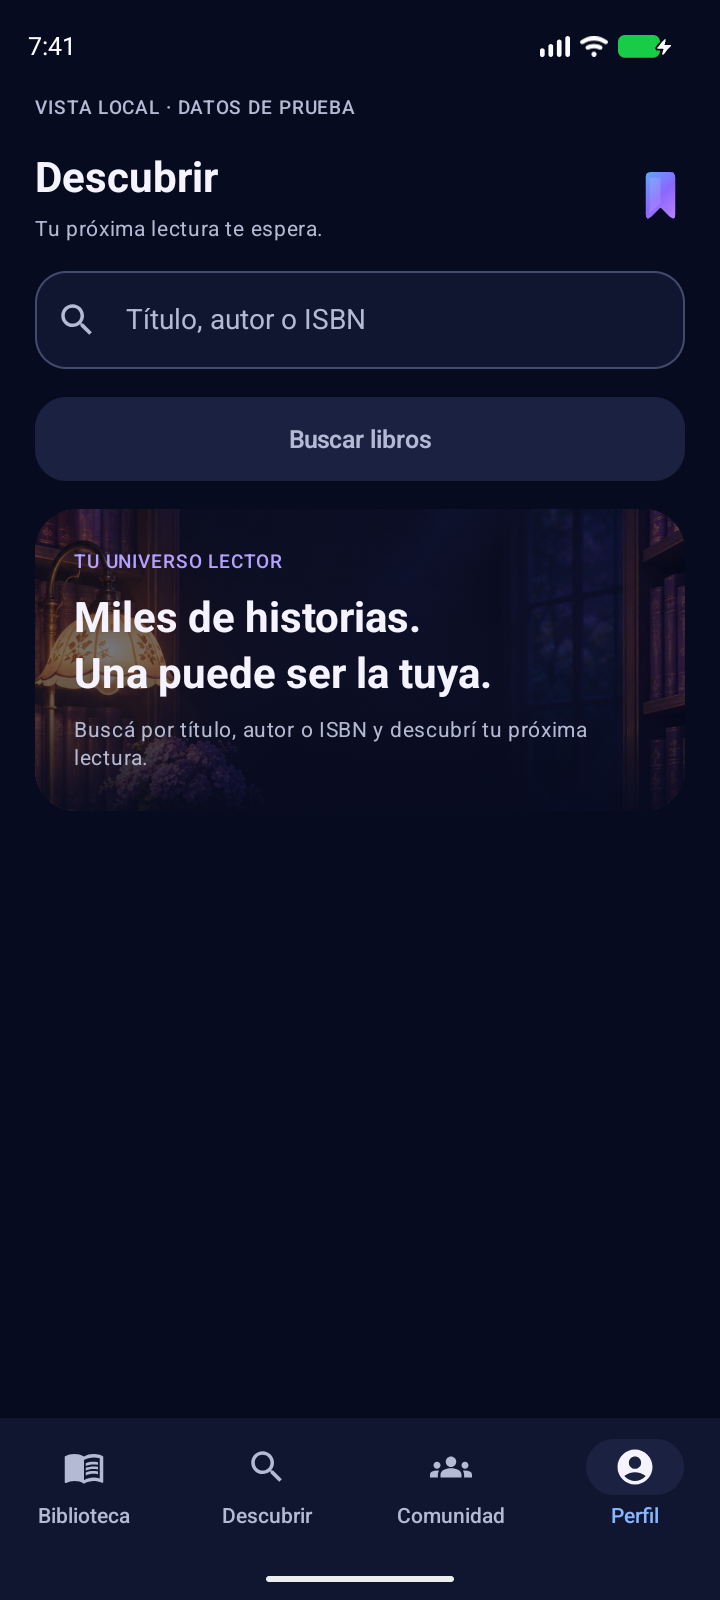 7:41
VISTA LOCAL · DATOS DE PRUEBA
Descubrir
Tu próxima lectura te espera.
Título, autor o ISBN
Buscar libros
TU UNIVERSO LECTOR
Miles de historias.
Una puede ser la tuya.
Buscá por título, autor o ISBN y descubrí tu próxima
lectura.
Biblioteca
Descubrir
Comunidad
Perfil